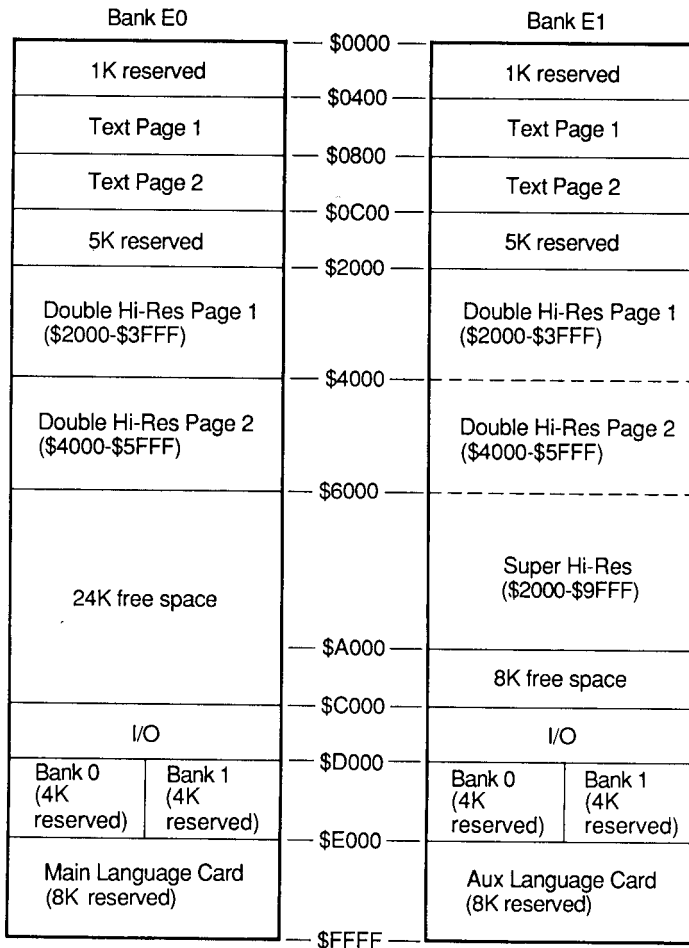 Bank E0
Bank E1
$0000
1K reserved
1K reserved
$0400
Text Page 1
Text Page 1
$0800
Text Page 2
Text Page 2
$0C00
5K reserved
5K reserved
$2000
Double Hi-Res Page 1
($2000-$3FFF)
Double Hi-Res Page 1
($2000-$3FFF)
$4000
Double Hi-Res Page 2
($4000-$5FFF)
Double Hi-Res Page 2
($4000-$5FFF)
$6000
24K free space
Super Hi-Res
($2000-$9FFF)
$A000
8K free space
$C000
I/O
I/O
$D000
Bank 0
(4K
reserved)
Bank 1
(4K
reserved)
Bank 0
(4K
reserved)
Bank 1
(4K
reserved)
$E000
Main Language Card
(8K reserved)
Aux Language Card
(8K reserved)
$FFFF